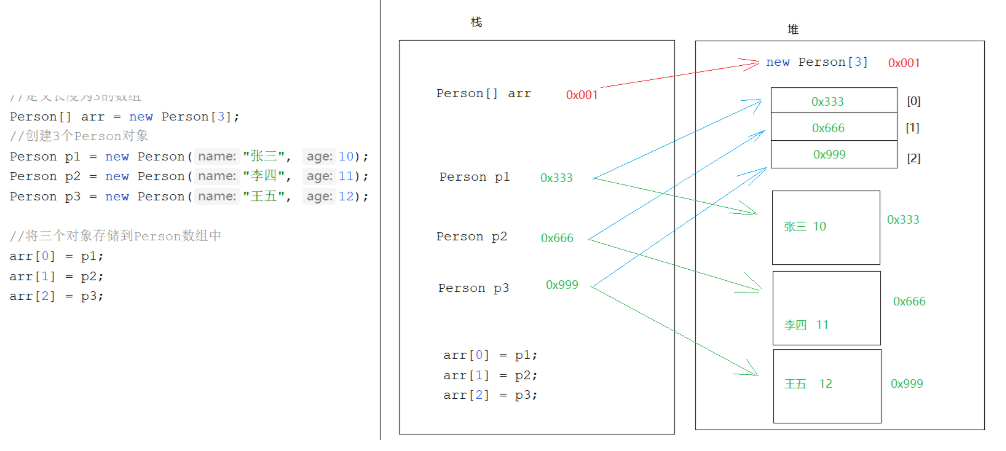 //定义长度为3的数组
Person[] arr = new Person[3];
//创建3个Person对象
Person p1 = new Person(name:"张三", age:10);
Person p2 = new Person(name:"李四", age:11);
Person p3 = new Person(name:"王五", age:12);
//将三个对象存储到Person数组中
arr[0] = p1;
arr[1] = p2;
arr[2] = p3;
栈
Person[] arr 0x001
Person p1 0x333
Person p2 0x666
Person p3 0x999
arr[0] = p1;
arr[1] = p2;
arr[2] = p3;
堆
new Person[3] 0x001
0x333 [0]
0x666 [1]
0x999 [2]
张三 10 0x333
李四 11 0x666
王五 12 0x999